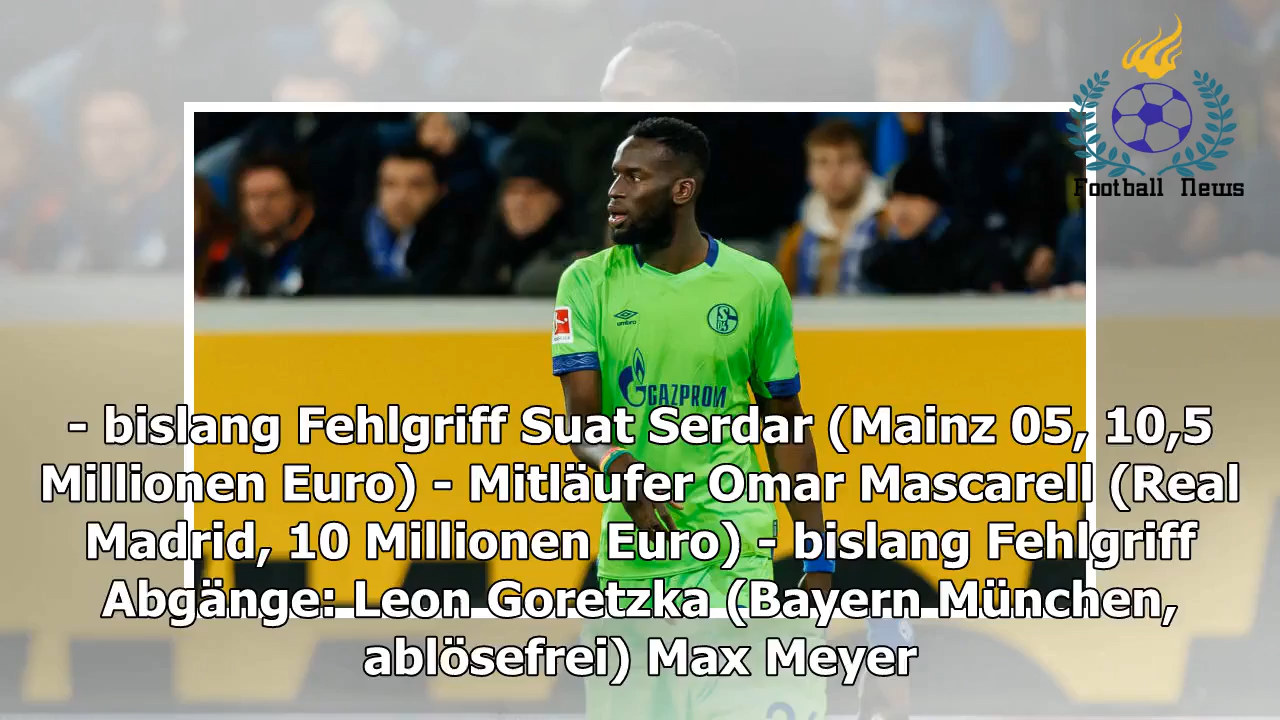 Football News
S
04
umbro
GAZPROM
- bislang Fehlgriff Suat Serdar (Mainz 05, 10,5
Millionen Euro) - Mitläufer Omar Mascarell (Real
Madrid, 10 Millionen Euro) - bislang Fehlgriff
Abgänge: Leon Goretzka (Bayern München,
ablösefrei) Max Meyer